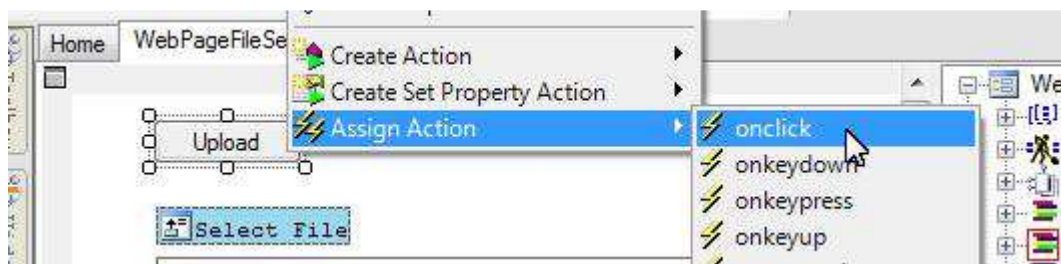 Home
WebPageFileSe
Create Action
Create Set Property Action
Assign Action
We
Upload
onclick
onkeydown
onkeypress
onkeyup
Select File